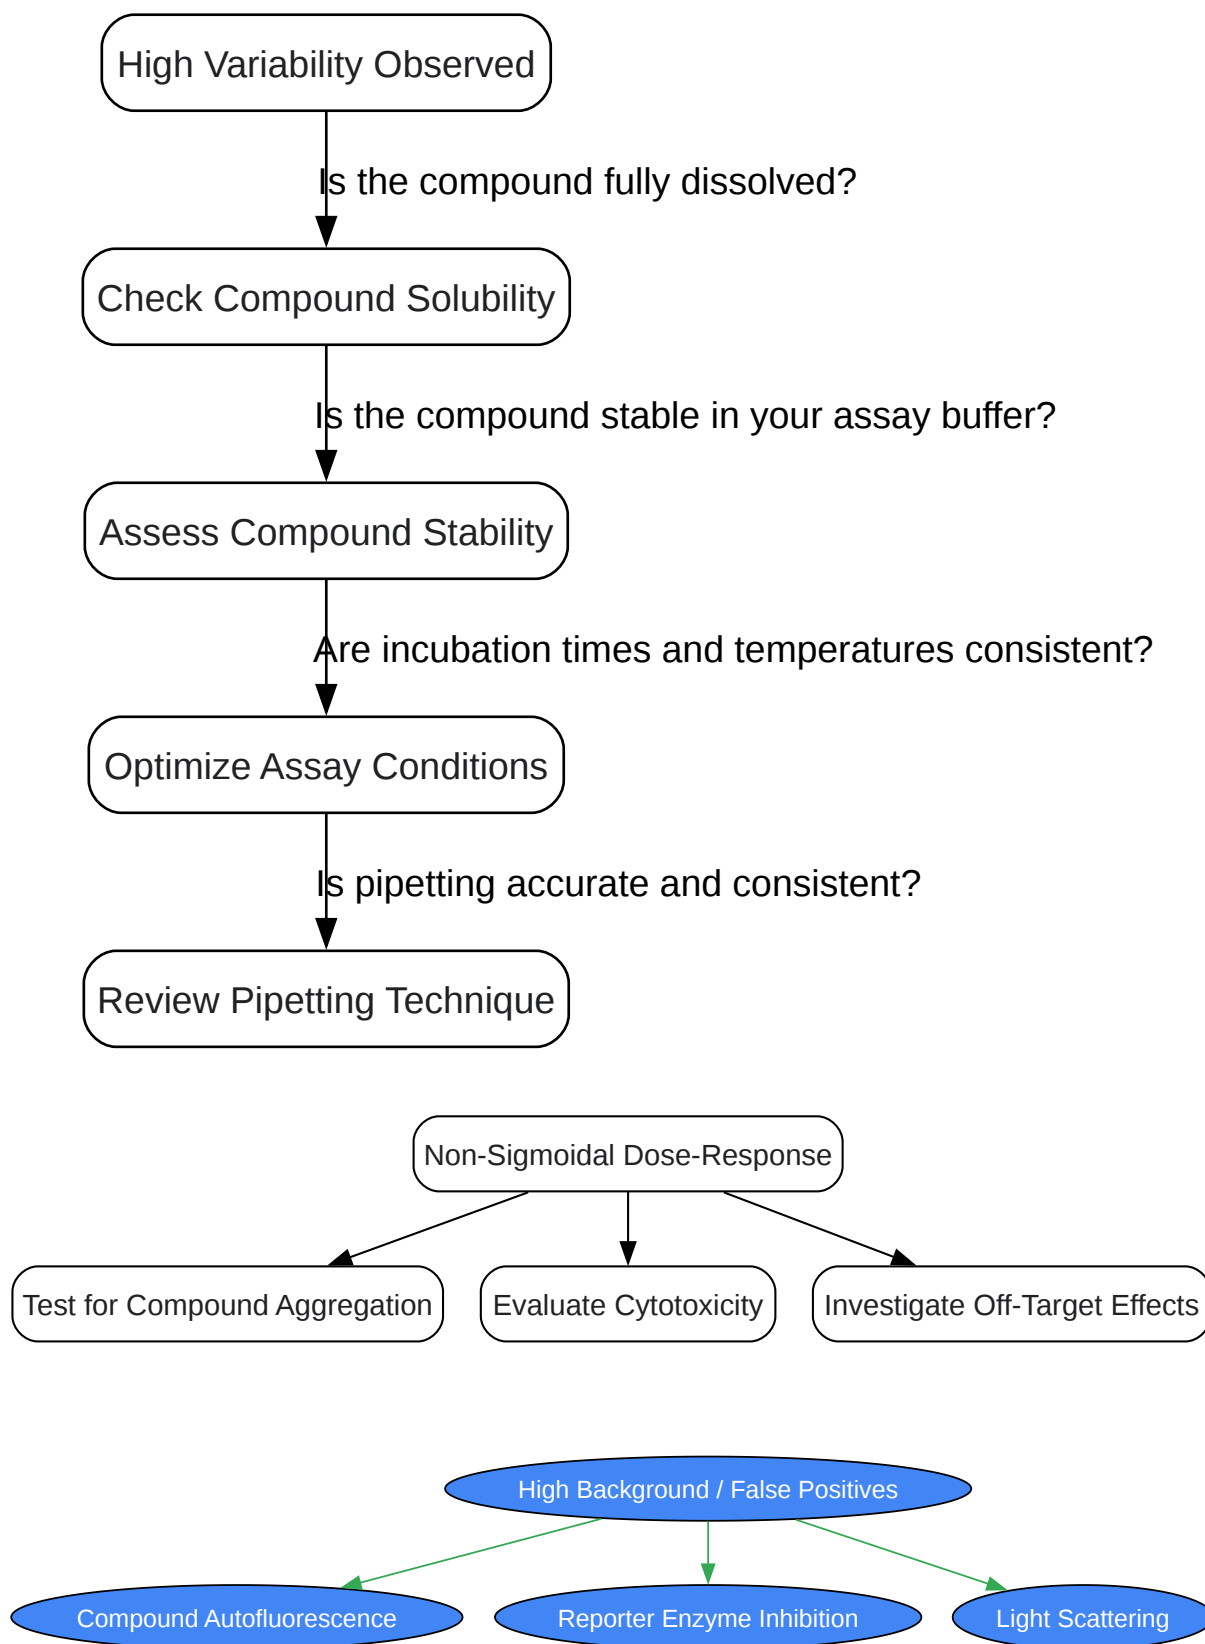 High Variability Observed
Is the compound fully dissolved?
Check Compound Solubility
Is the compound stable in your assay buffer?
Assess Compound Stability
Are incubation times and temperatures consistent?
Optimize Assay Conditions
Is pipetting accurate and consistent?
Review Pipetting Technique
Non-Sigmoidal Dose-Response
Test for Compound Aggregation
Evaluate Cytotoxicity
Investigate Off-Target Effects
High Background / False Positives
Compound Autofluorescence
Reporter Enzyme Inhibition
Light Scattering